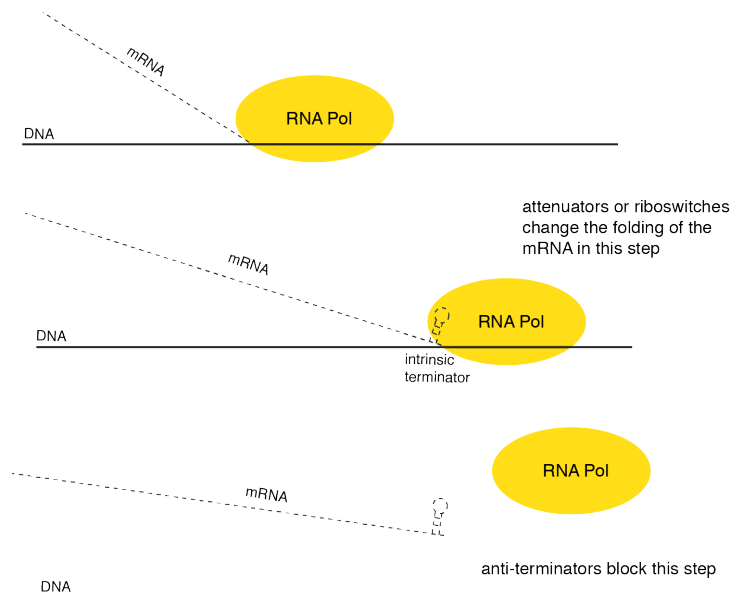 mRNA
RNA Pol
DNA
attenuators or riboswitches
change the folding of the
mRNA in this step
mRNA
RNA Pol
DNA
intrinsic
terminator
RNA Pol
mRNA
anti-terminators block this step
DNA